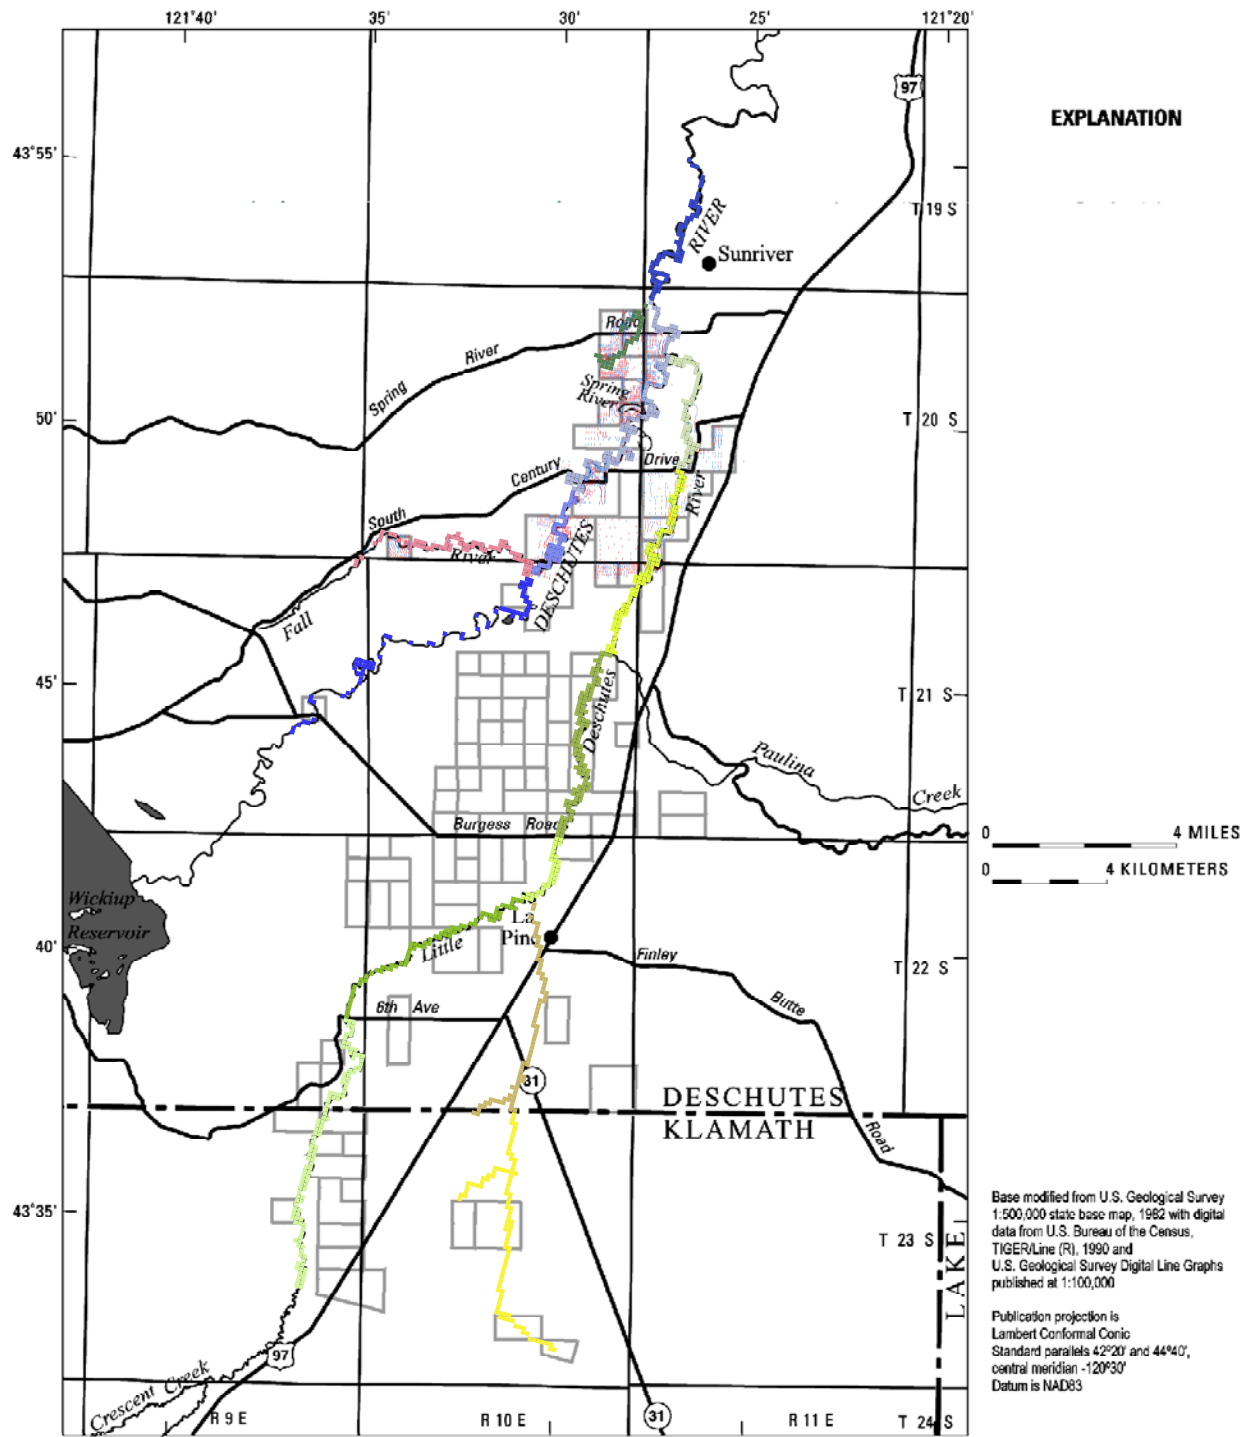 121°40'
35'
30'
25'
121°20'
97
EXPLANATION
43°55'
T 19 S
RIVER
Sunriver
Road
River
Spring
Spring
River
50'
T 20 S
Century
Drive
River
South
DESCHUTES
River
Fall
45'
Deschutes
T 21 S
Paulina
Creek
Burgess Road
0 4 MILES
0 4 KILOMETERS
Wickiup
Reservoir
La
Pine
Little
40'
Finley
T 22 S
Butte
6th Ave
31
DESCHUTES
KLAMATH
Road
43°35'
T 23 S
LAKE
Base modified from U.S. Geological Survey
1:500,000 state base map, 1982 with digital
data from U.S. Bureau of the Census,
TIGER/Line (R), 1990 and
U.S. Geological Survey Digital Line Graphs
published at 1:100,000
Publication projection is
Lambert Conformal Conic
Standard parallels 42°20' and 44°40',
central meridian -120°30'
Datum is NAD83
97
Crescent Creek
R 9 E
R 10 E
31
R 11 E
T 24 S